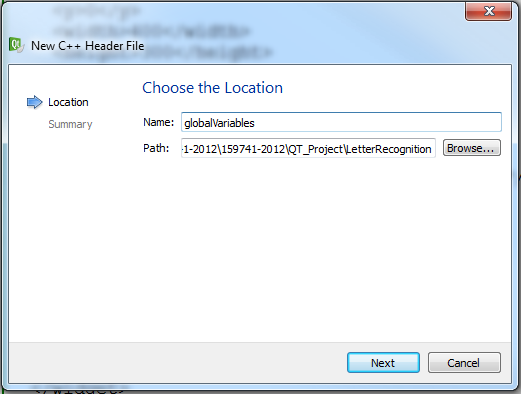 <y>0</y>
<width>400</width>
<height>300</height>
New C++ Header File
Location
Summary
Choose the Location
Name: globalVariables
Path: 1-2012\159741-2012\QT_Project\LetterRecognition Browse...
Next Cancel
</widget>